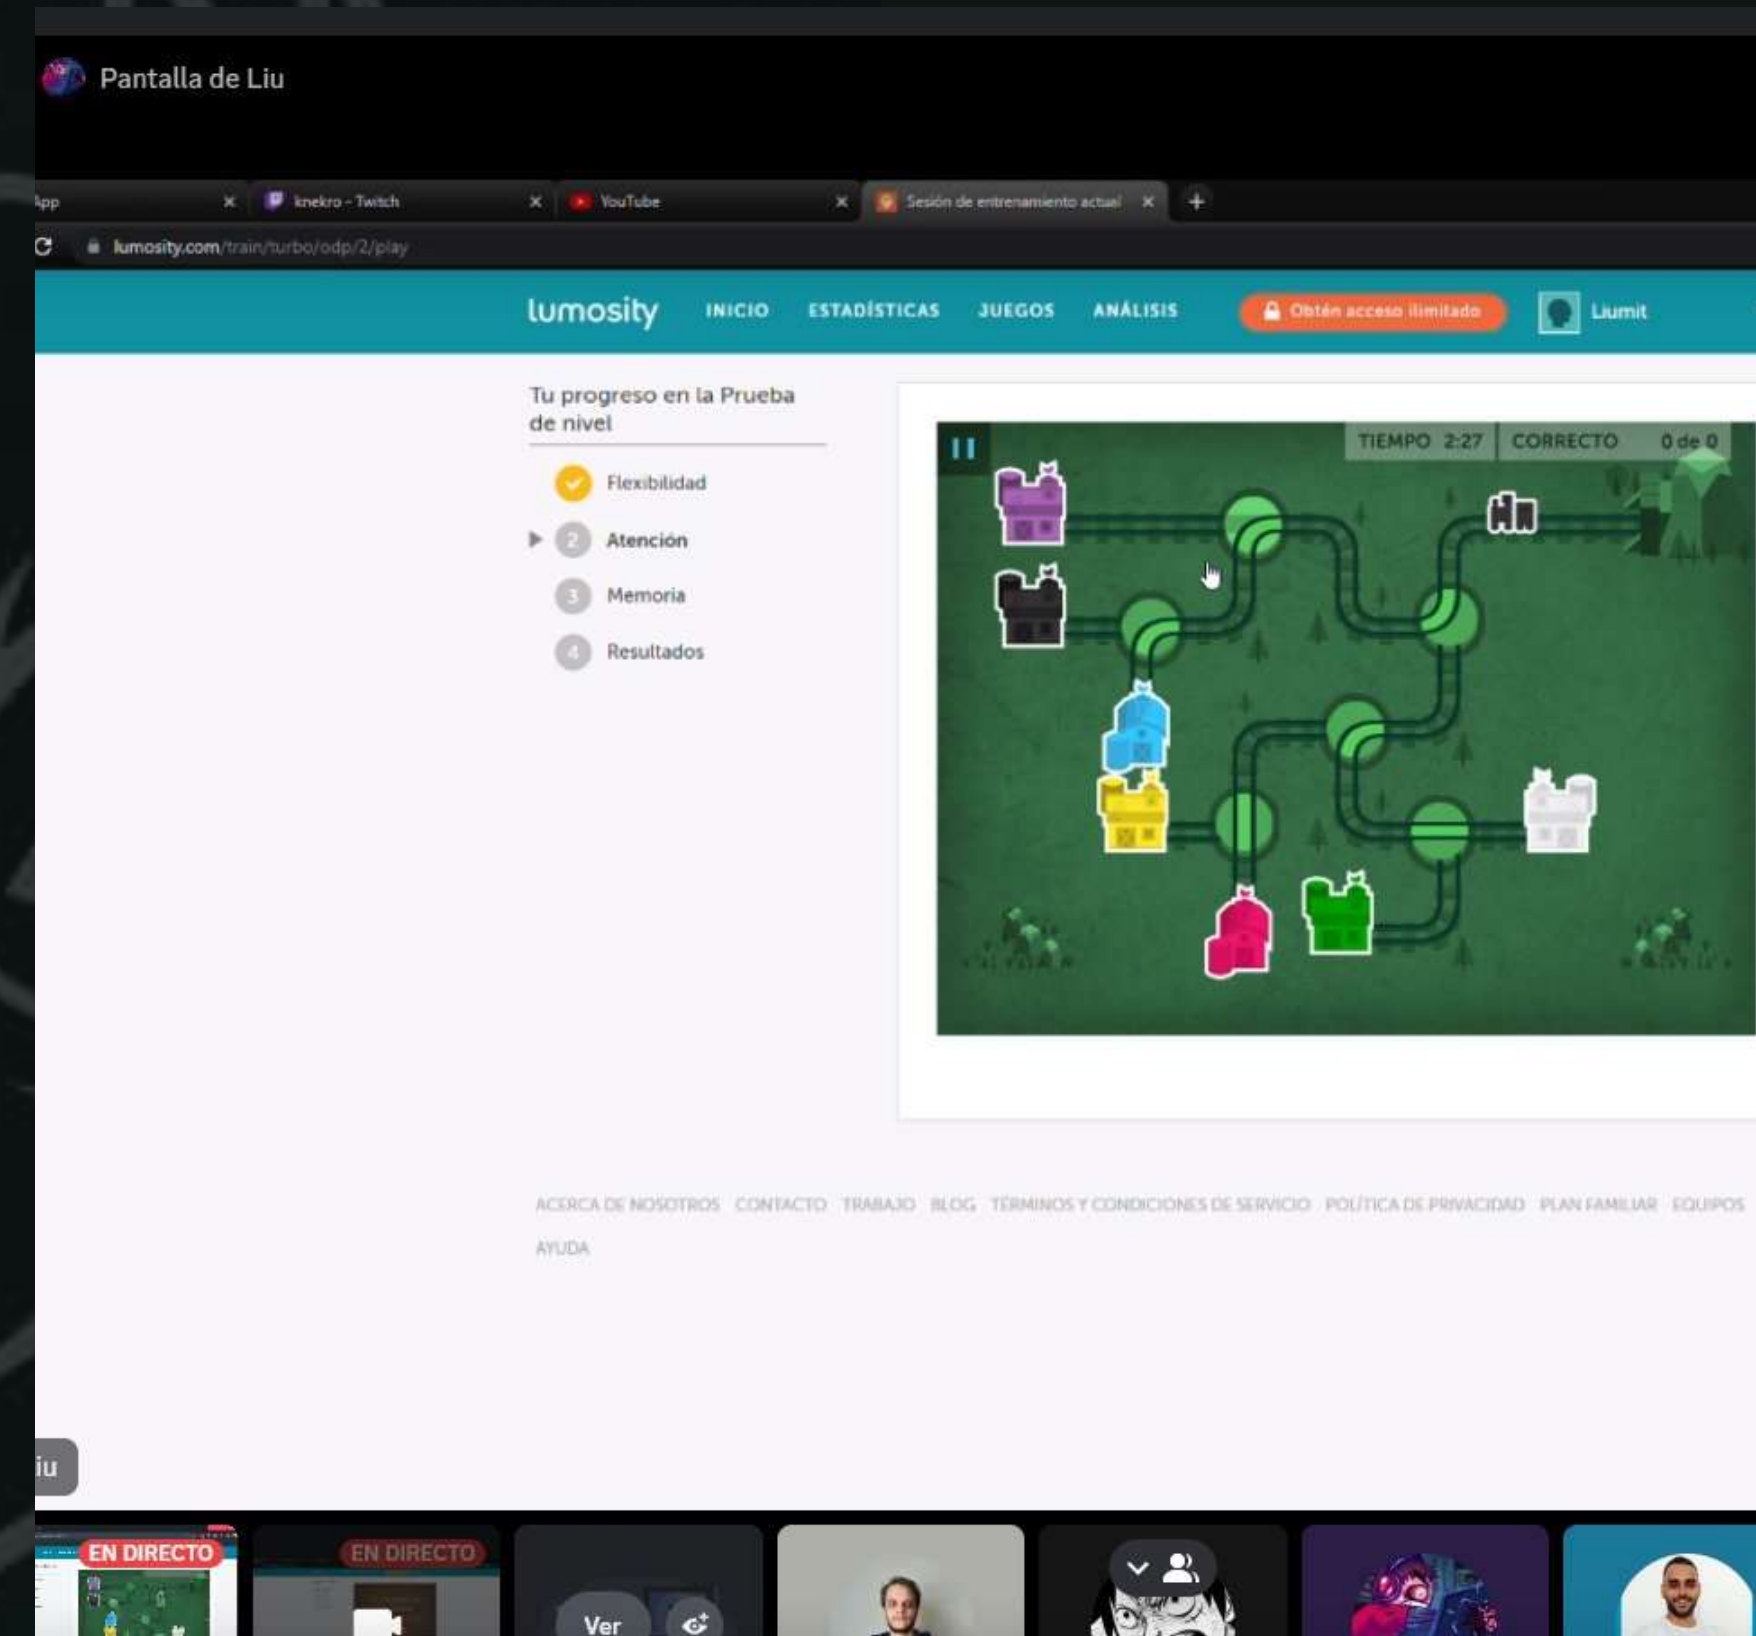 Pantalla de Liu
App
knekro - Twitch
YouTube
Sesión de entrenamiento actual
lumosity.com/train/turbo/odp/2/play
lumosity INICIO ESTADÍSTICAS JUEGOS ANÁLISIS Obtén acceso ilimitado Liumit
Tu progreso en la Prueba
de nivel
Flexibilidad
2 Atención
3 Memoria
4 Resultados
TIEMPO 2:27 CORRECTO 0 de 0
ACERCA DE NOSOTROS CONTACTO TRABAJO BLOG TÉRMINOS Y CONDICIONES DE SERVICIO POLÍTICA DE PRIVACIDAD PLAN FAMILIAR EQUIPOS
AYUDA
iu
EN DIRECTO EN DIRECTO
Ver